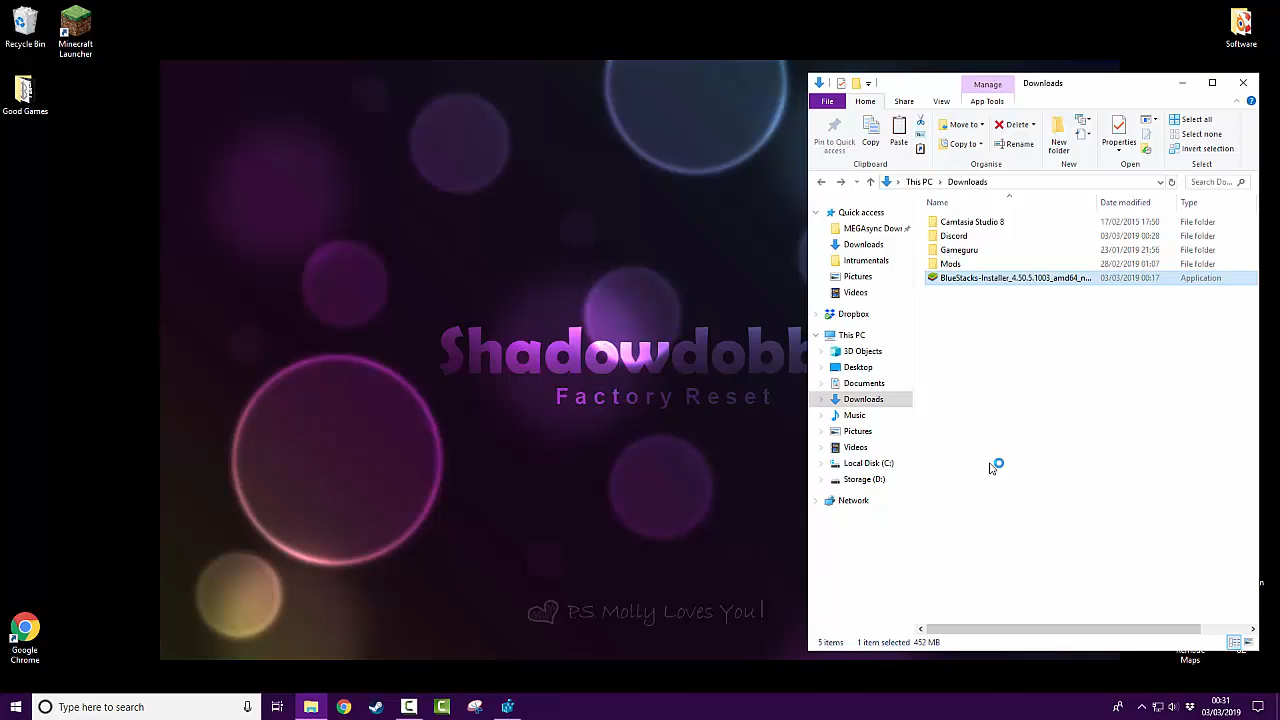 Recycle Bin
Minecraft
Launcher
Good Games
Google
Chrome
Software
Manage
Downloads
File
Home
Share
View
App Tools
Pin to Quick
access
Copy
Paste
Move to
Copy to
Delete
Rename
New
folder
Properties
Select all
Select none
Invert selection
Clipboard
Organise
New
Open
Select
This PC
Downloads
Search Do...
Name
Date modified
Type
Camtasia Studio 8
17/02/2015 17:50
File folder
Discord
03/03/2019 00:28
File folder
Gameguru
23/01/2019 21:56
File folder
Mods
28/02/2019 01:07
File folder
BlueStacks-Installer_4.50.5.1003_amd64_n...
03/03/2019 00:17
Application
Quick access
MEGAsync Down
Downloads
Intrumentals
Pictures
Videos
Dropbox
This PC
3D Objects
Desktop
Documents
Downloads
Music
Pictures
Videos
Local Disk (C:)
Storage (D:)
Network
5 items
1 item selected
452 MB
Shadowdobb
Factory Reset
PS. Molly Loves You!
Maps
Type here to search
00:31
03/03/2019